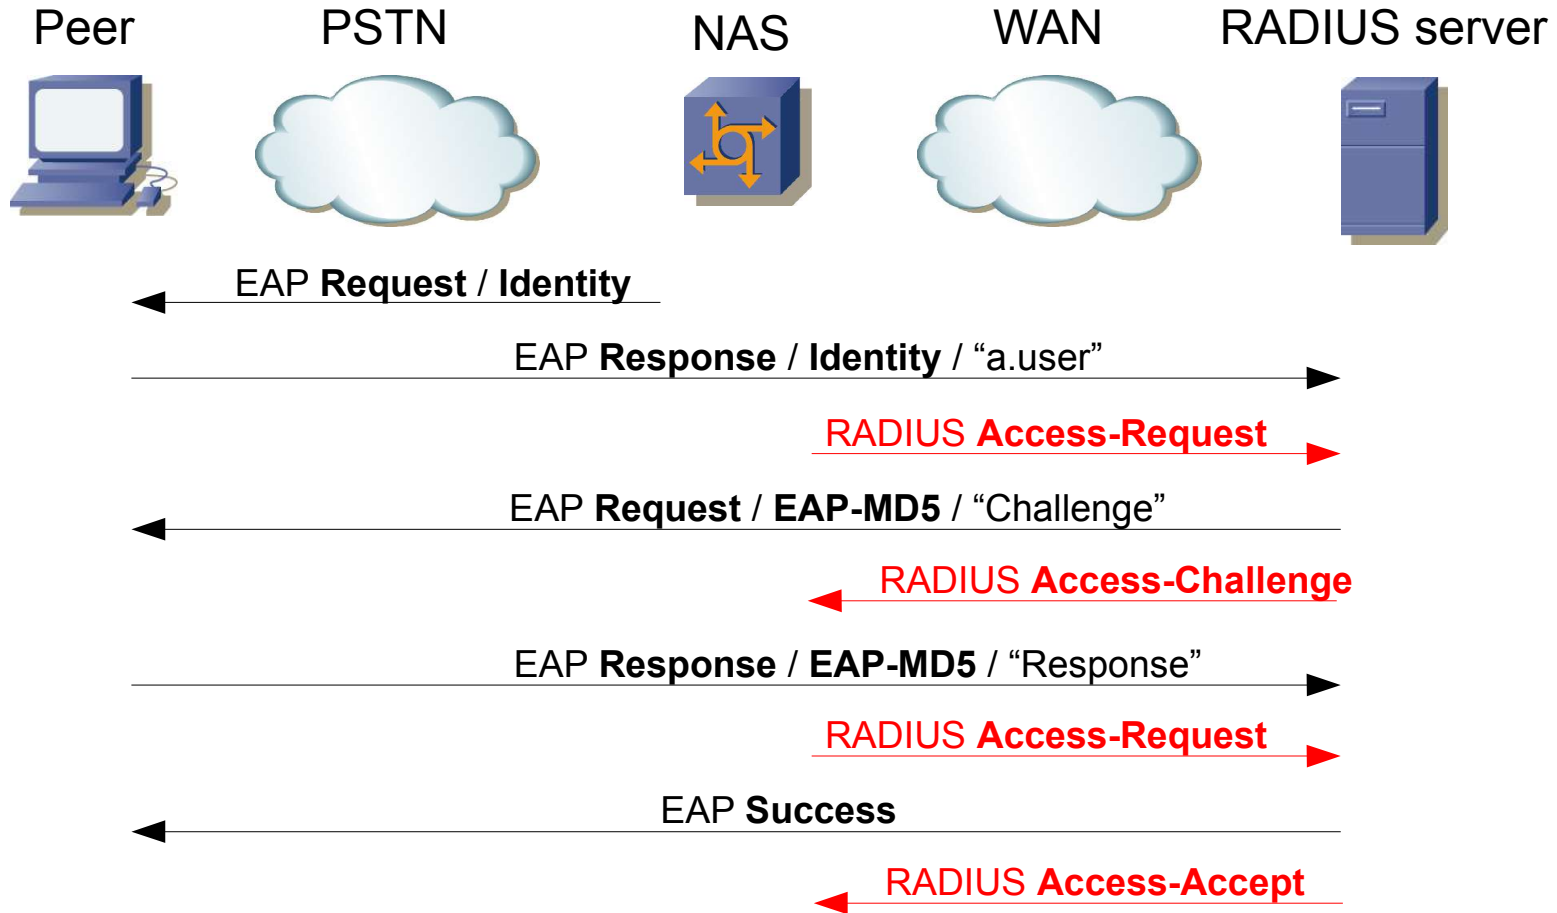 Peer PSTN NAS WAN RADIUS server
EAP Request / Identity
EAP Response / Identity / “a.user”
RADIUS Access-Request
EAP Request / EAP-MD5 / “Challenge”
RADIUS Access-Challenge
EAP Response / EAP-MD5 / “Response”
RADIUS Access-Request
EAP Success
RADIUS Access-Accept